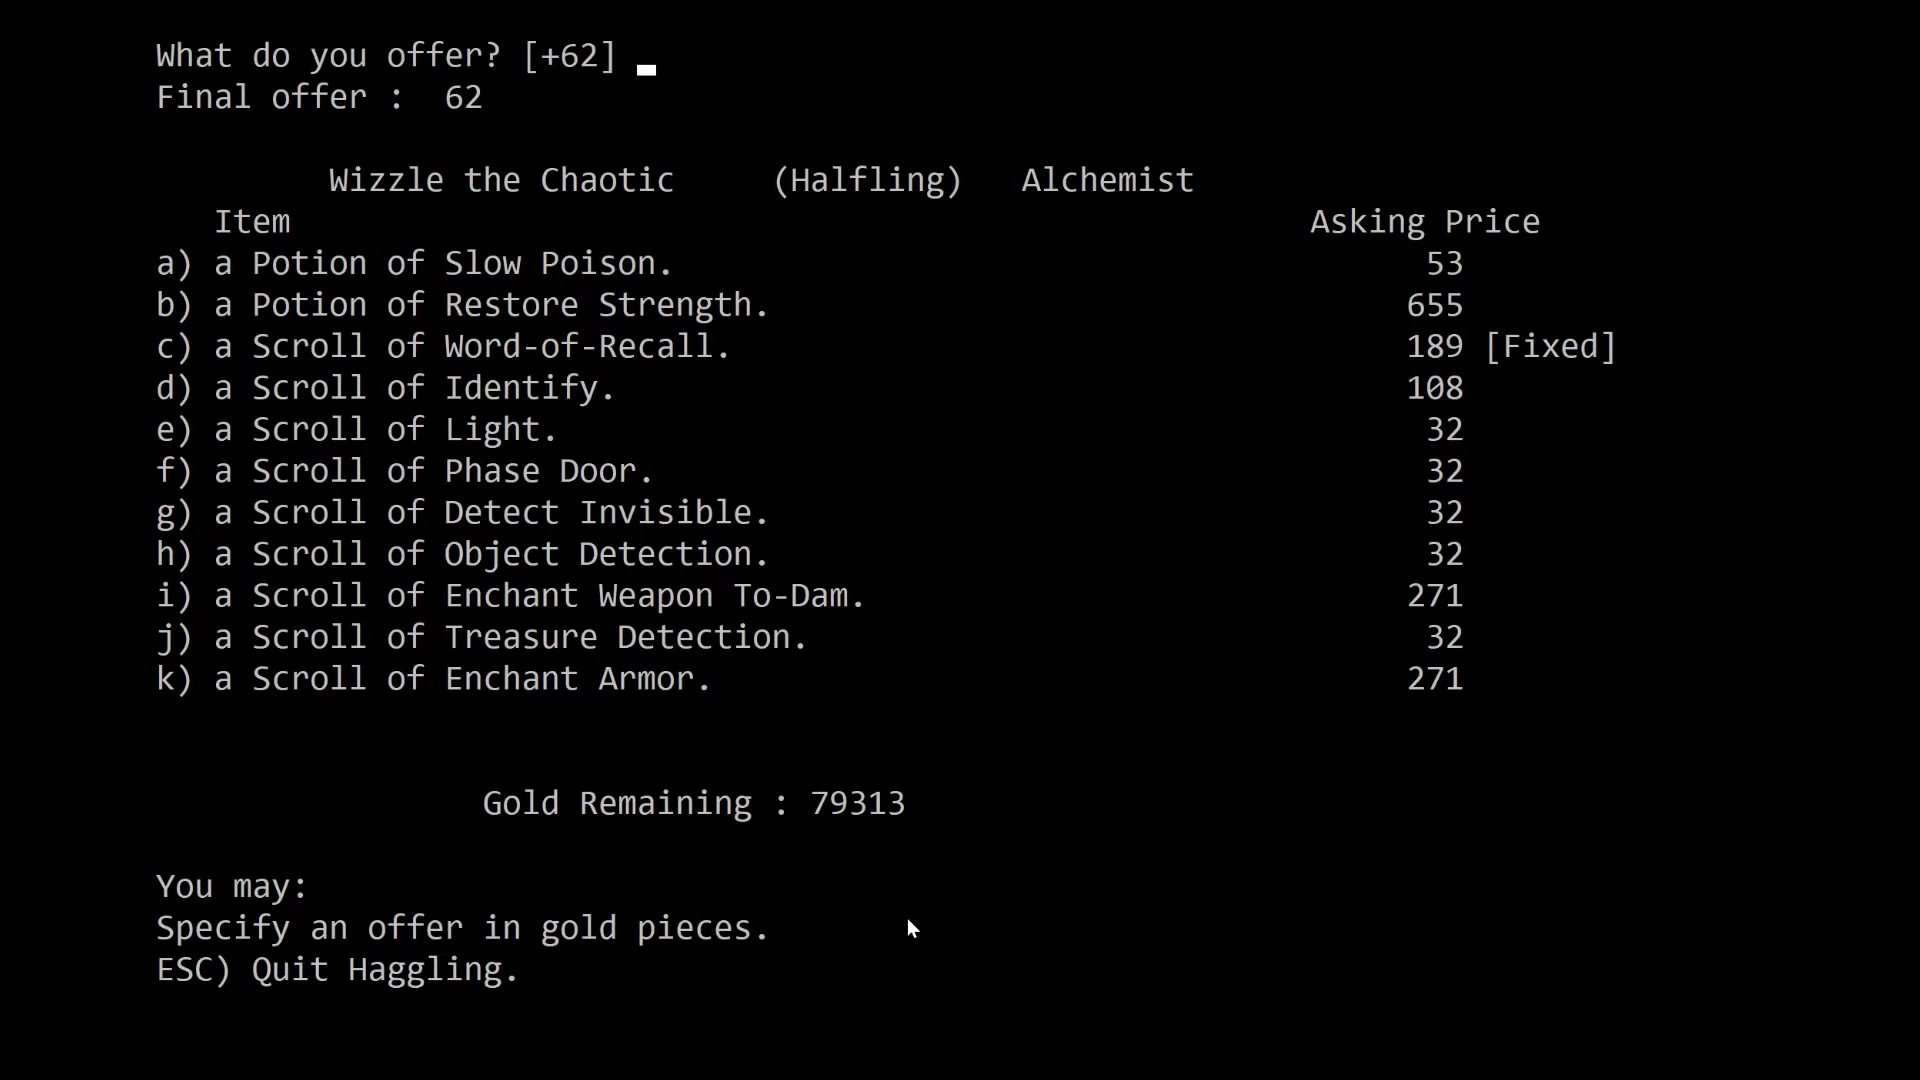 What do you offer? [+62]
Final offer :  62
Wizzle the Chaotic     (Halfling)   Alchemist
Item                                                     Asking Price
a) a Potion of Slow Poison.                                       53
b) a Potion of Restore Strength.                                 655
c) a Scroll of Word-of-Recall.                                   189 [Fixed]
d) a Scroll of Identify.                                         108
e) a Scroll of Light.                                             32
f) a Scroll of Phase Door.                                        32
g) a Scroll of Detect Invisible.                                  32
h) a Scroll of Object Detection.                                  32
i) a Scroll of Enchant Weapon To-Dam.                            271
j) a Scroll of Treasure Detection.                                32
k) a Scroll of Enchant Armor.                                    271
Gold Remaining : 79313
You may:
Specify an offer in gold pieces.
ESC) Quit Haggling.